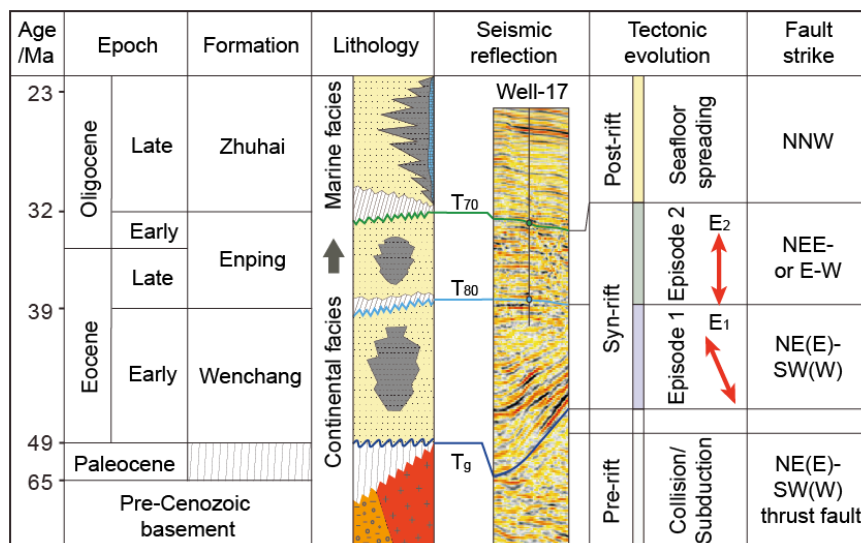 Age
/Ma
Epoch
Formation
Lithology
Seismic
reflection
Tectonic
evolution
Fault
strike
23
32
39
49
65
Oligocene
Eocene
Late
Early
Late
Early
Paleocene
Pre-Cenozoic
basement
Zhuhai
Enping
Wenchang
Marine facies
Continental facies
Well-17
T70
T80
Tg
Post-rift
Syn-rift
Pre-rift
Seafloor
spreading
Episode 2
E2
Episode 1
E1
Collision/
Subduction
NNW
NEE-
or E-W
NE(E)-
SW(W)
NE(E)-
SW(W)
thrust fault